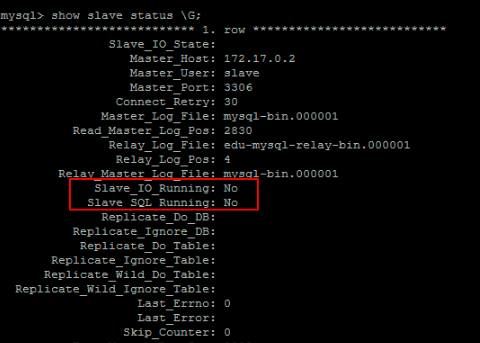 mysql> show slave status \G;
*************************** 1. row ***************************
Slave_IO_State:
Master_Host: 172.17.0.2
Master_User: slave
Master_Port: 3306
Connect_Retry: 30
Master_Log_File: mysql-bin.000001
Read_Master_Log_Pos: 2830
Relay_Log_File: edu-mysql-relay-bin.000001
Relay_Log_Pos: 4
Relay_Master_Log_File: mysql-bin.000001
Slave_IO_Running: No
Slave_SQL_Running: No
Replicate_Do_DB:
Replicate_Ignore_DB:
Replicate_Do_Table:
Replicate_Ignore_Table:
Replicate_Wild_Do_Table:
Replicate_Wild_Ignore_Table:
Last_Errno: 0
Last_Error:
Skip_Counter: 0